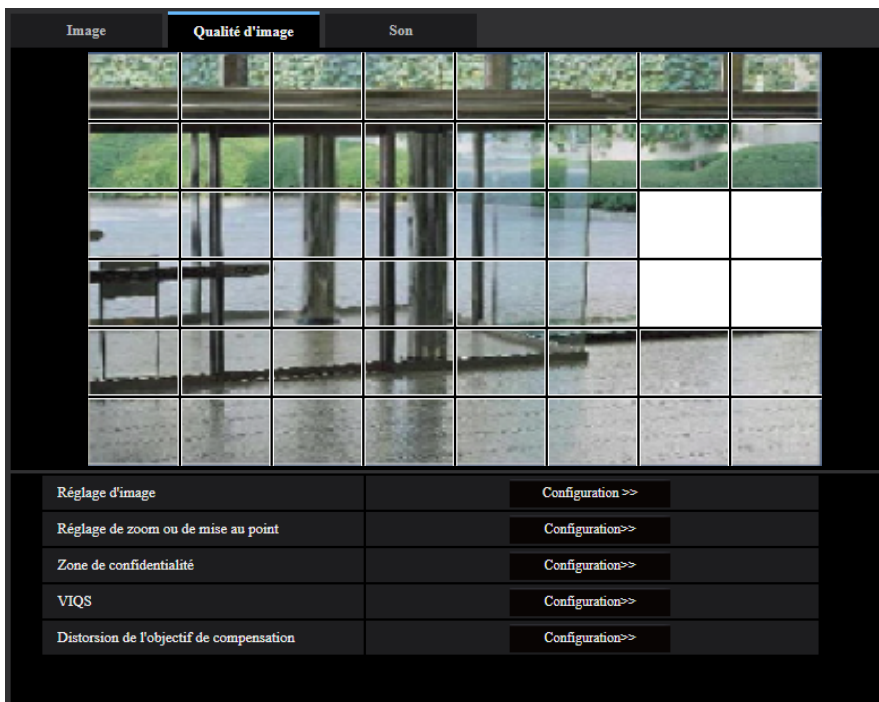 Image
Qualité d'image
Son
Réglage d'image
Configuration >>
Réglage de zoom ou de mise au point
Configuration>>
Zone de confidentialité
Configuration>>
VIQS
Configuration>>
Distorsion de l'objectif de compensation
Configuration>>